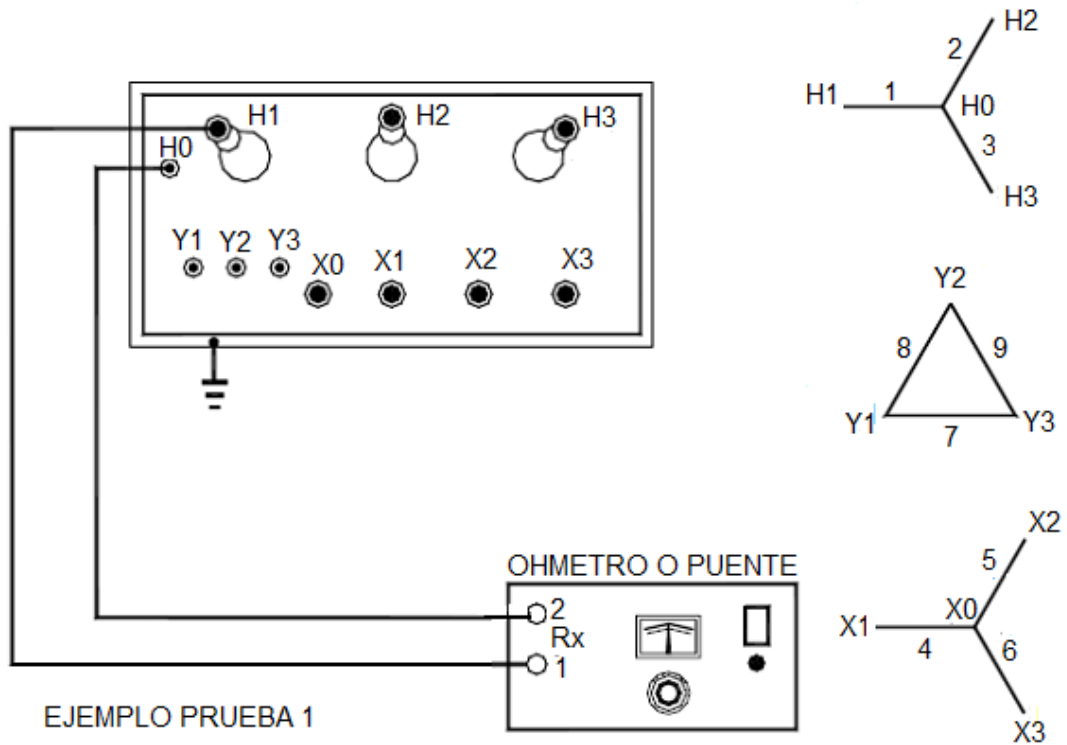 H1 H2 H3
H0
Y1 Y2 Y3
X0 X1 X2 X3
OHMETRO O PUENTE
2
Rx
1
EJEMPLO PRUEBA 1
H2
2
H1 1 H0
3
H3
Y2
8 9
Y1 Y3
7
X2
5
X1 X0
4 6
X3